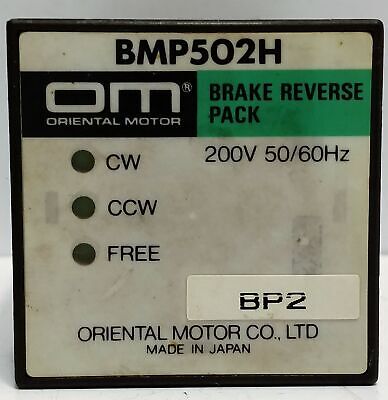 BMP502H
OM®
ORIENTAL MOTOR
BRAKE REVERSE
PACK
200V 50/60Hz
CW
CCW
FREE
BP2
ORIENTAL MOTOR CO., LTD
MADE IN JAPAN